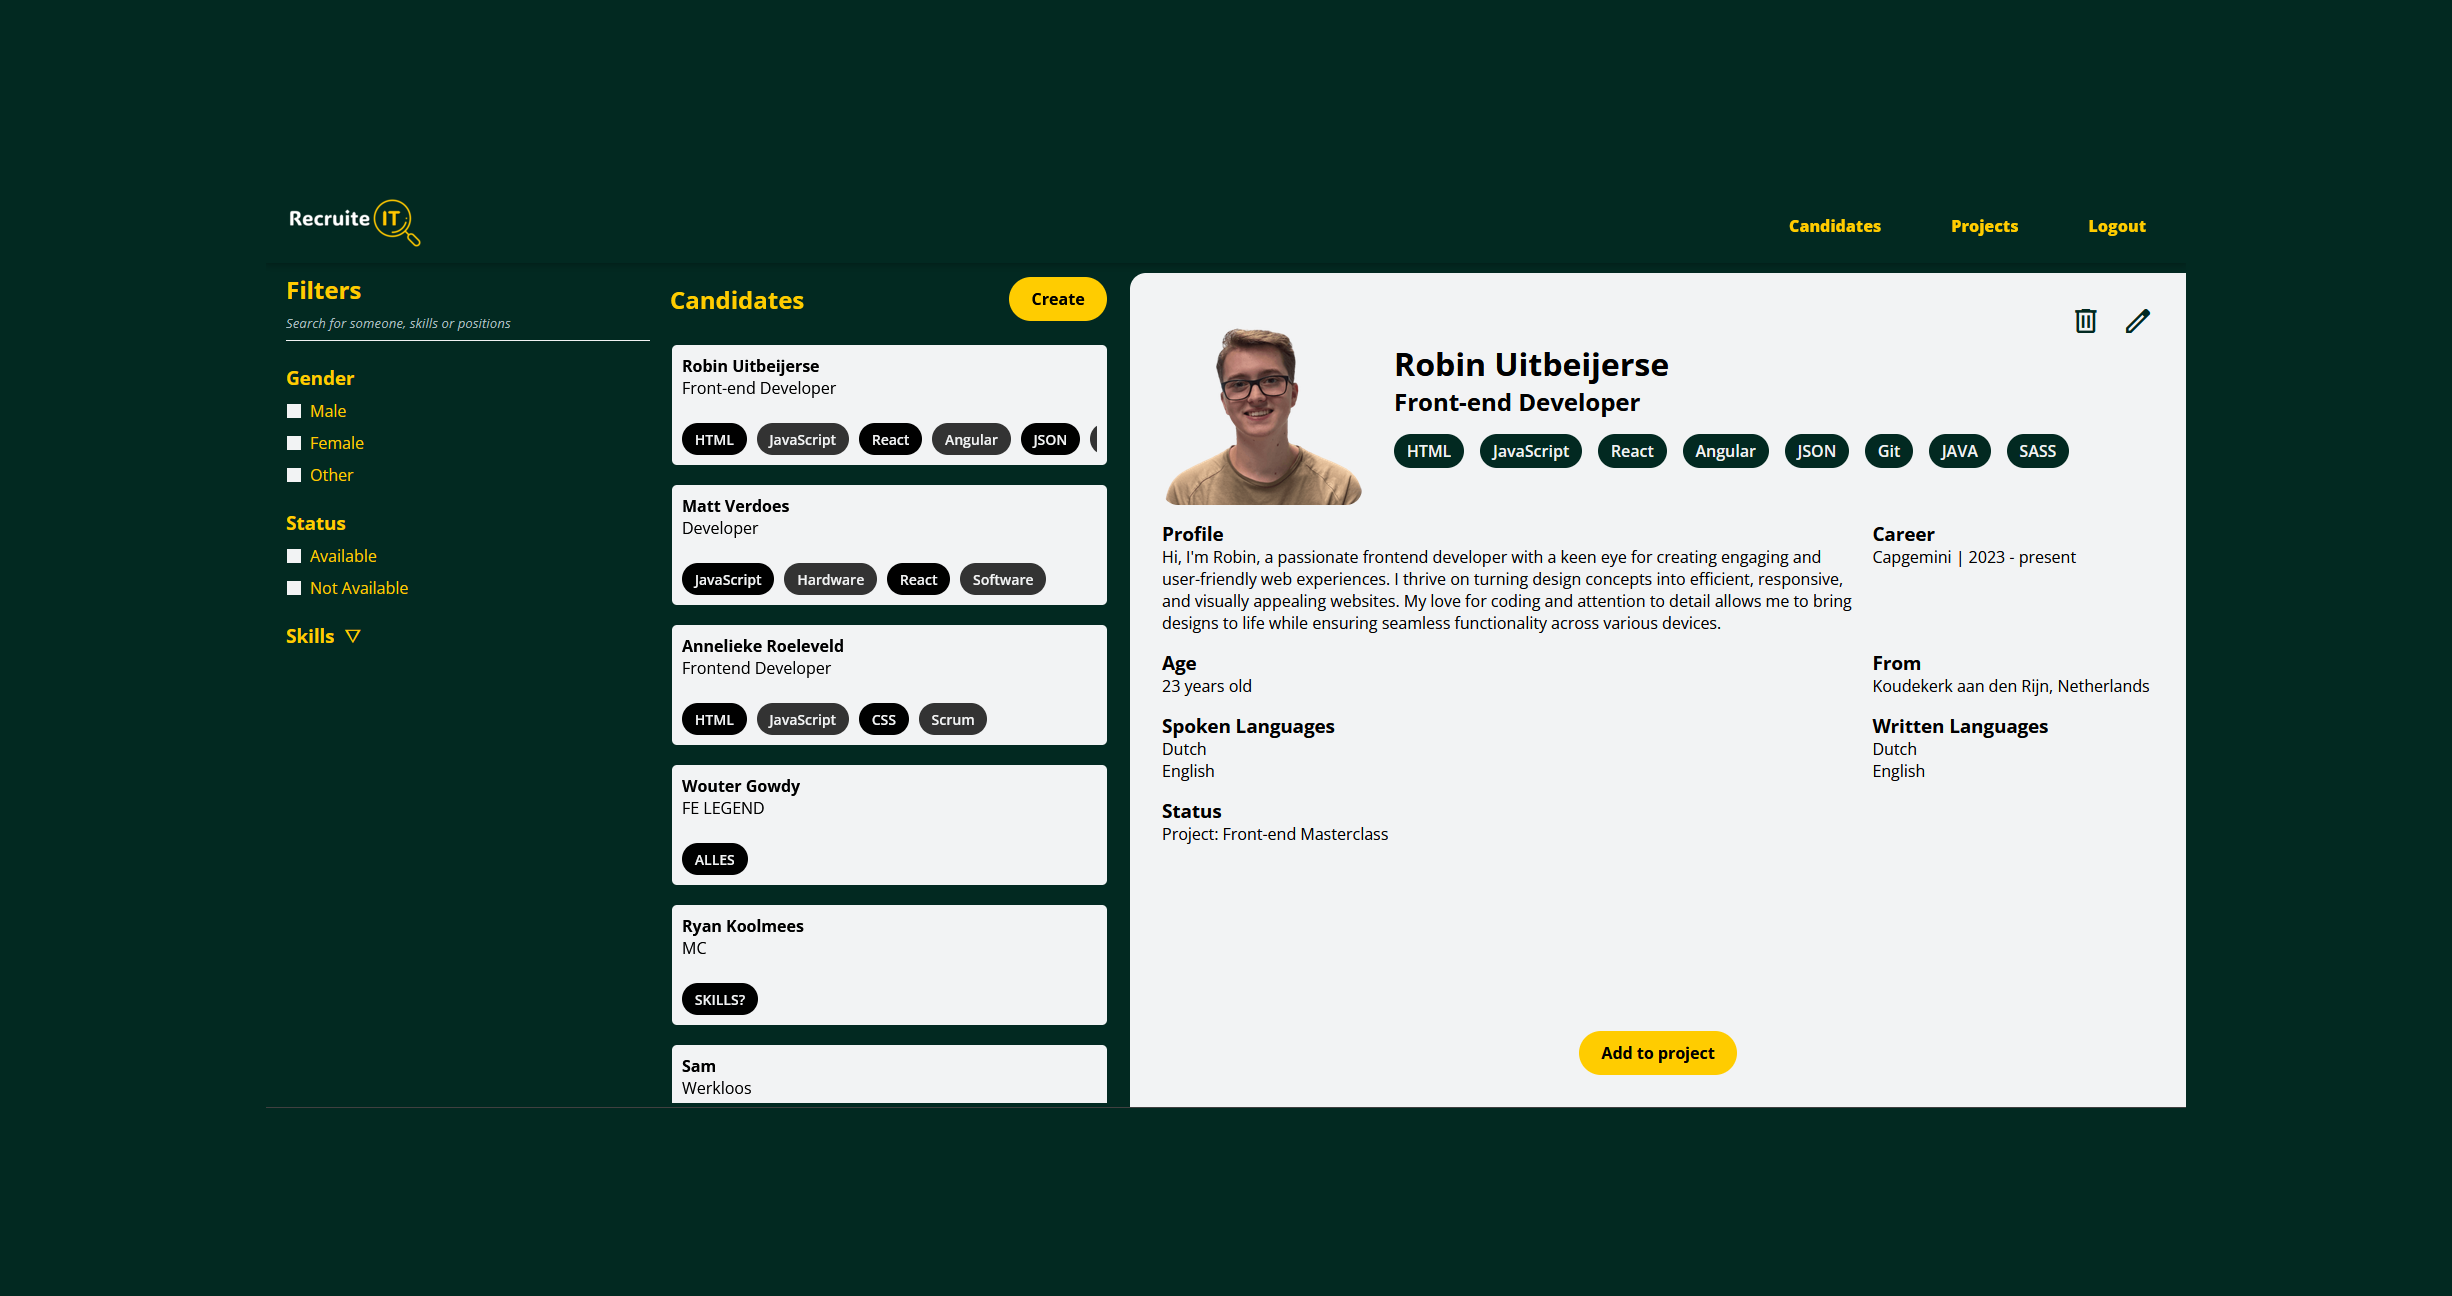 Recruite IT
Candidates
Projects
Logout
Filters
Search for someone, skills or positions
Gender
Male
Female
Other
Status
Available
Not Available
Skills
Candidates
Create
Robin Uitbeijerse
Front-end Developer
HTML JavaScript React Angular JSON
Matt Verdoes
Developer
JavaScript Hardware React Software
Annelieke Roeleveld
Frontend Developer
HTML JavaScript CSS Scrum
Wouter Gowdy
FE LEGEND
ALLES
Ryan Koolmees
MC
SKILLS?
Sam
Werkloos
Robin Uitbeijerse
Front-end Developer
HTML JavaScript React Angular JSON Git JAVA SASS
Profile
Hi, I'm Robin, a passionate frontend developer with a keen eye for creating engaging and
user-friendly web experiences. I thrive on turning design concepts into efficient, responsive,
and visually appealing websites. My love for coding and attention to detail allows me to bring
designs to life while ensuring seamless functionality across various devices.
Career
Capgemini | 2023 - present
Age
23 years old
From
Koudekerk aan den Rijn, Netherlands
Spoken Languages
Dutch
English
Written Languages
Dutch
English
Status
Project: Front-end Masterclass
Add to project